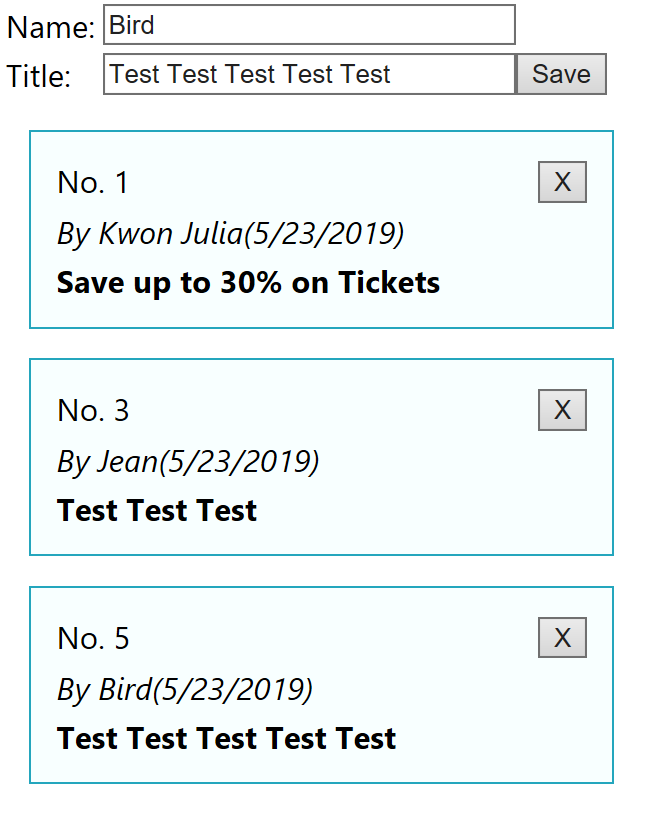 Name: Bird
Title: Test Test Test Test Test Save
No. 1 X
By Kwon Julia(5/23/2019)
Save up to 30% on Tickets
No. 3 X
By Jean(5/23/2019)
Test Test Test
No. 5 X
By Bird(5/23/2019)
Test Test Test Test Test